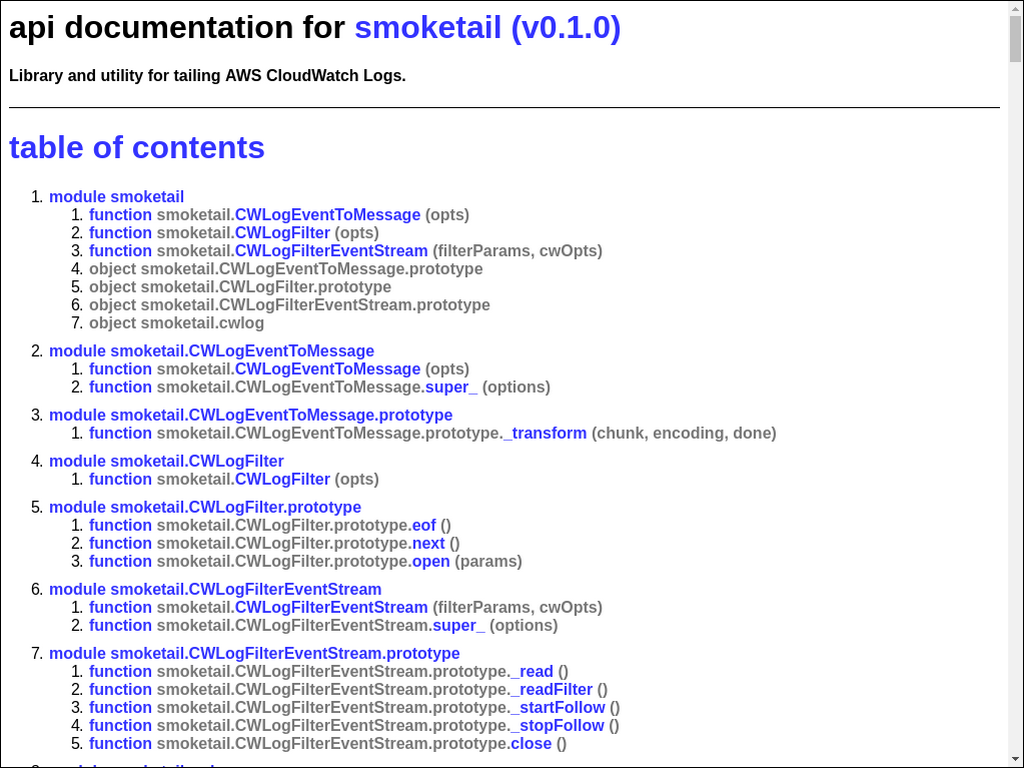 api documentation for smoketail (v0.1.0)
Library and utility for tailing AWS CloudWatch Logs.
table of contents
1. module smoketail
1. function smoketail.CWLogEventToMessage (opts)
2. function smoketail.CWLogFilter (opts)
3. function smoketail.CWLogFilterEventStream (filterParams, cwOpts)
4. object smoketail.CWLogEventToMessage.prototype
5. object smoketail.CWLogFilter.prototype
6. object smoketail.CWLogFilterEventStream.prototype
7. object smoketail.cwlog
2. module smoketail.CWLogEventToMessage
1. function smoketail.CWLogEventToMessage (opts)
2. function smoketail.CWLogEventToMessage.super_ (options)
3. module smoketail.CWLogEventToMessage.prototype
1. function smoketail.CWLogEventToMessage.prototype._transform (chunk, encoding, done)
4. module smoketail.CWLogFilter
1. function smoketail.CWLogFilter (opts)
5. module smoketail.CWLogFilter.prototype
1. function smoketail.CWLogFilter.prototype.eof ()
2. function smoketail.CWLogFilter.prototype.next ()
3. function smoketail.CWLogFilter.prototype.open (params)
6. module smoketail.CWLogFilterEventStream
1. function smoketail.CWLogFilterEventStream (filterParams, cwOpts)
2. function smoketail.CWLogFilterEventStream.super_ (options)
7. module smoketail.CWLogFilterEventStream.prototype
1. function smoketail.CWLogFilterEventStream.prototype._read ()
2. function smoketail.CWLogFilterEventStream.prototype._readFilter ()
3. function smoketail.CWLogFilterEventStream.prototype._startFollow ()
4. function smoketail.CWLogFilterEventStream.prototype._stopFollow ()
5. function smoketail.CWLogFilterEventStream.prototype.close ()